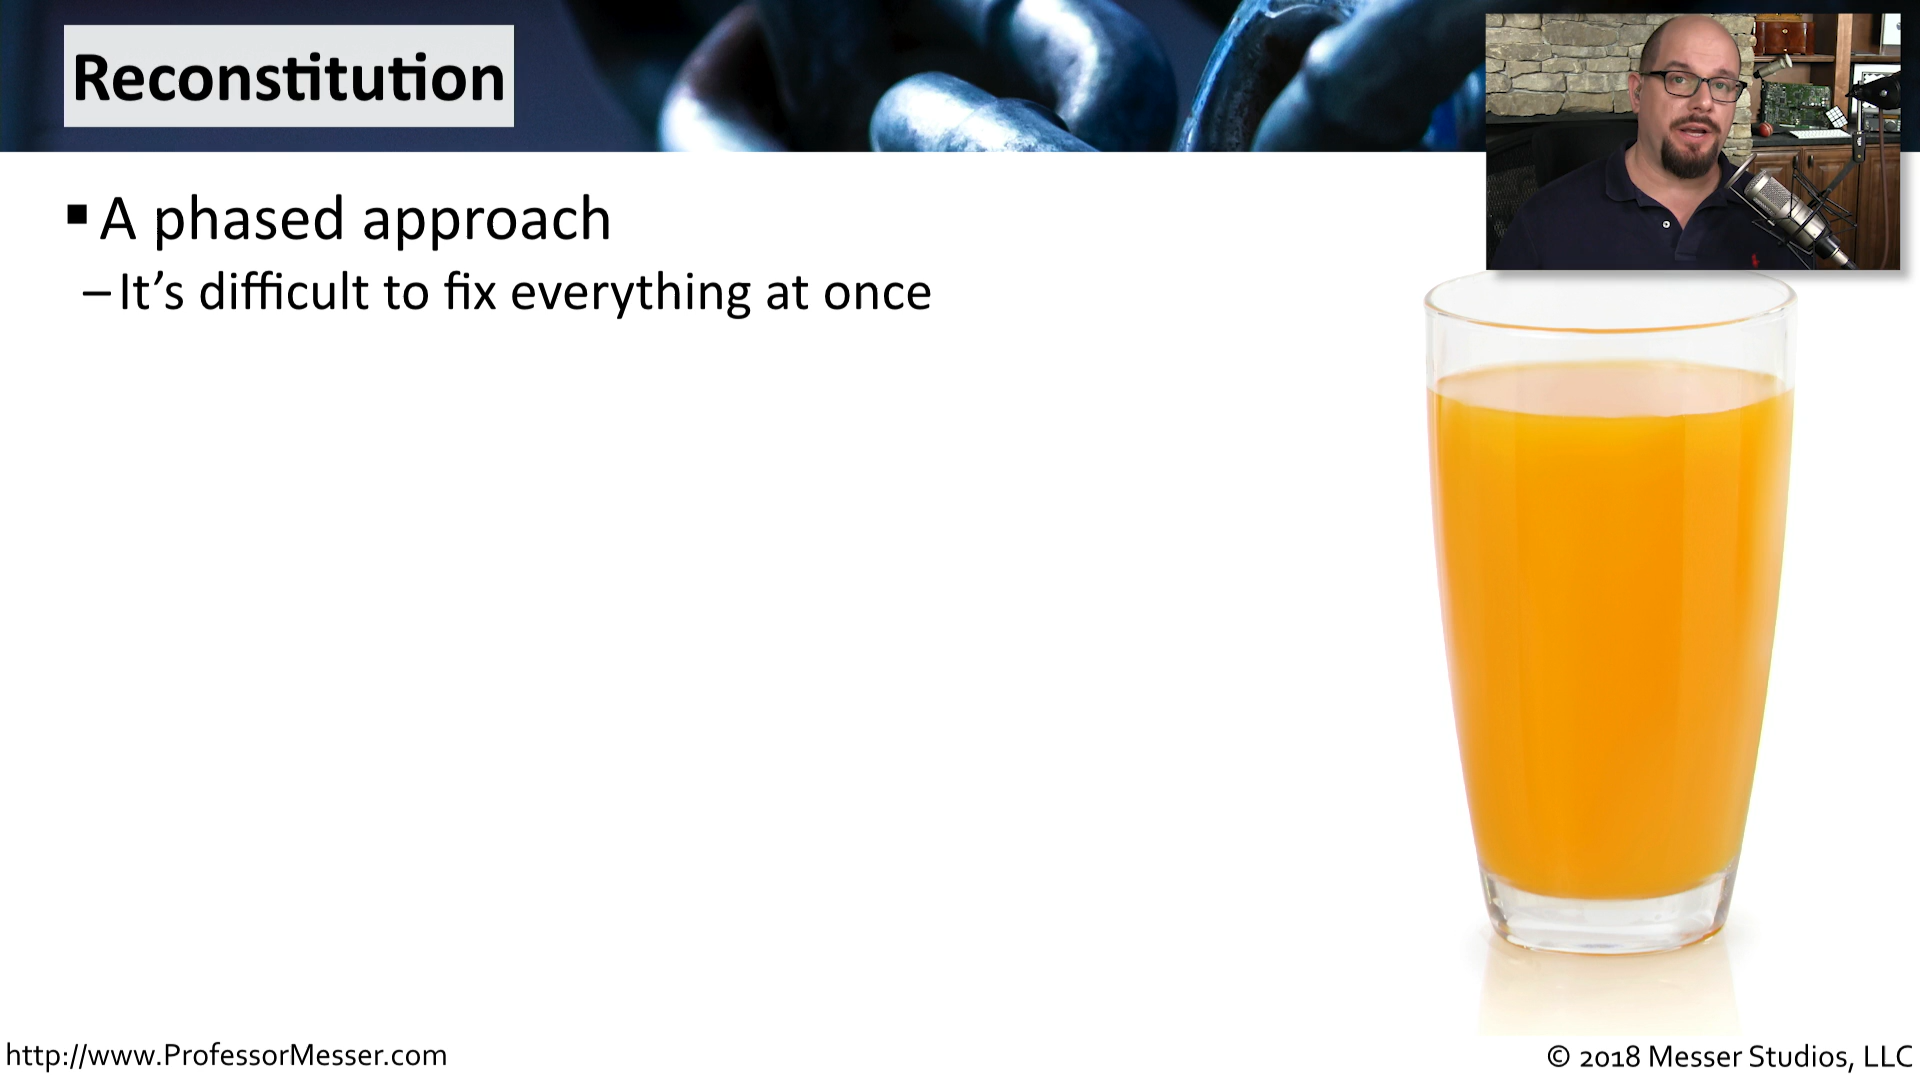 Reconstitution
▪ A phased approach
– It’s difficult to fix everything at once
http://www.ProfessorMesser.com
© 2018 Messer Studios, LLC